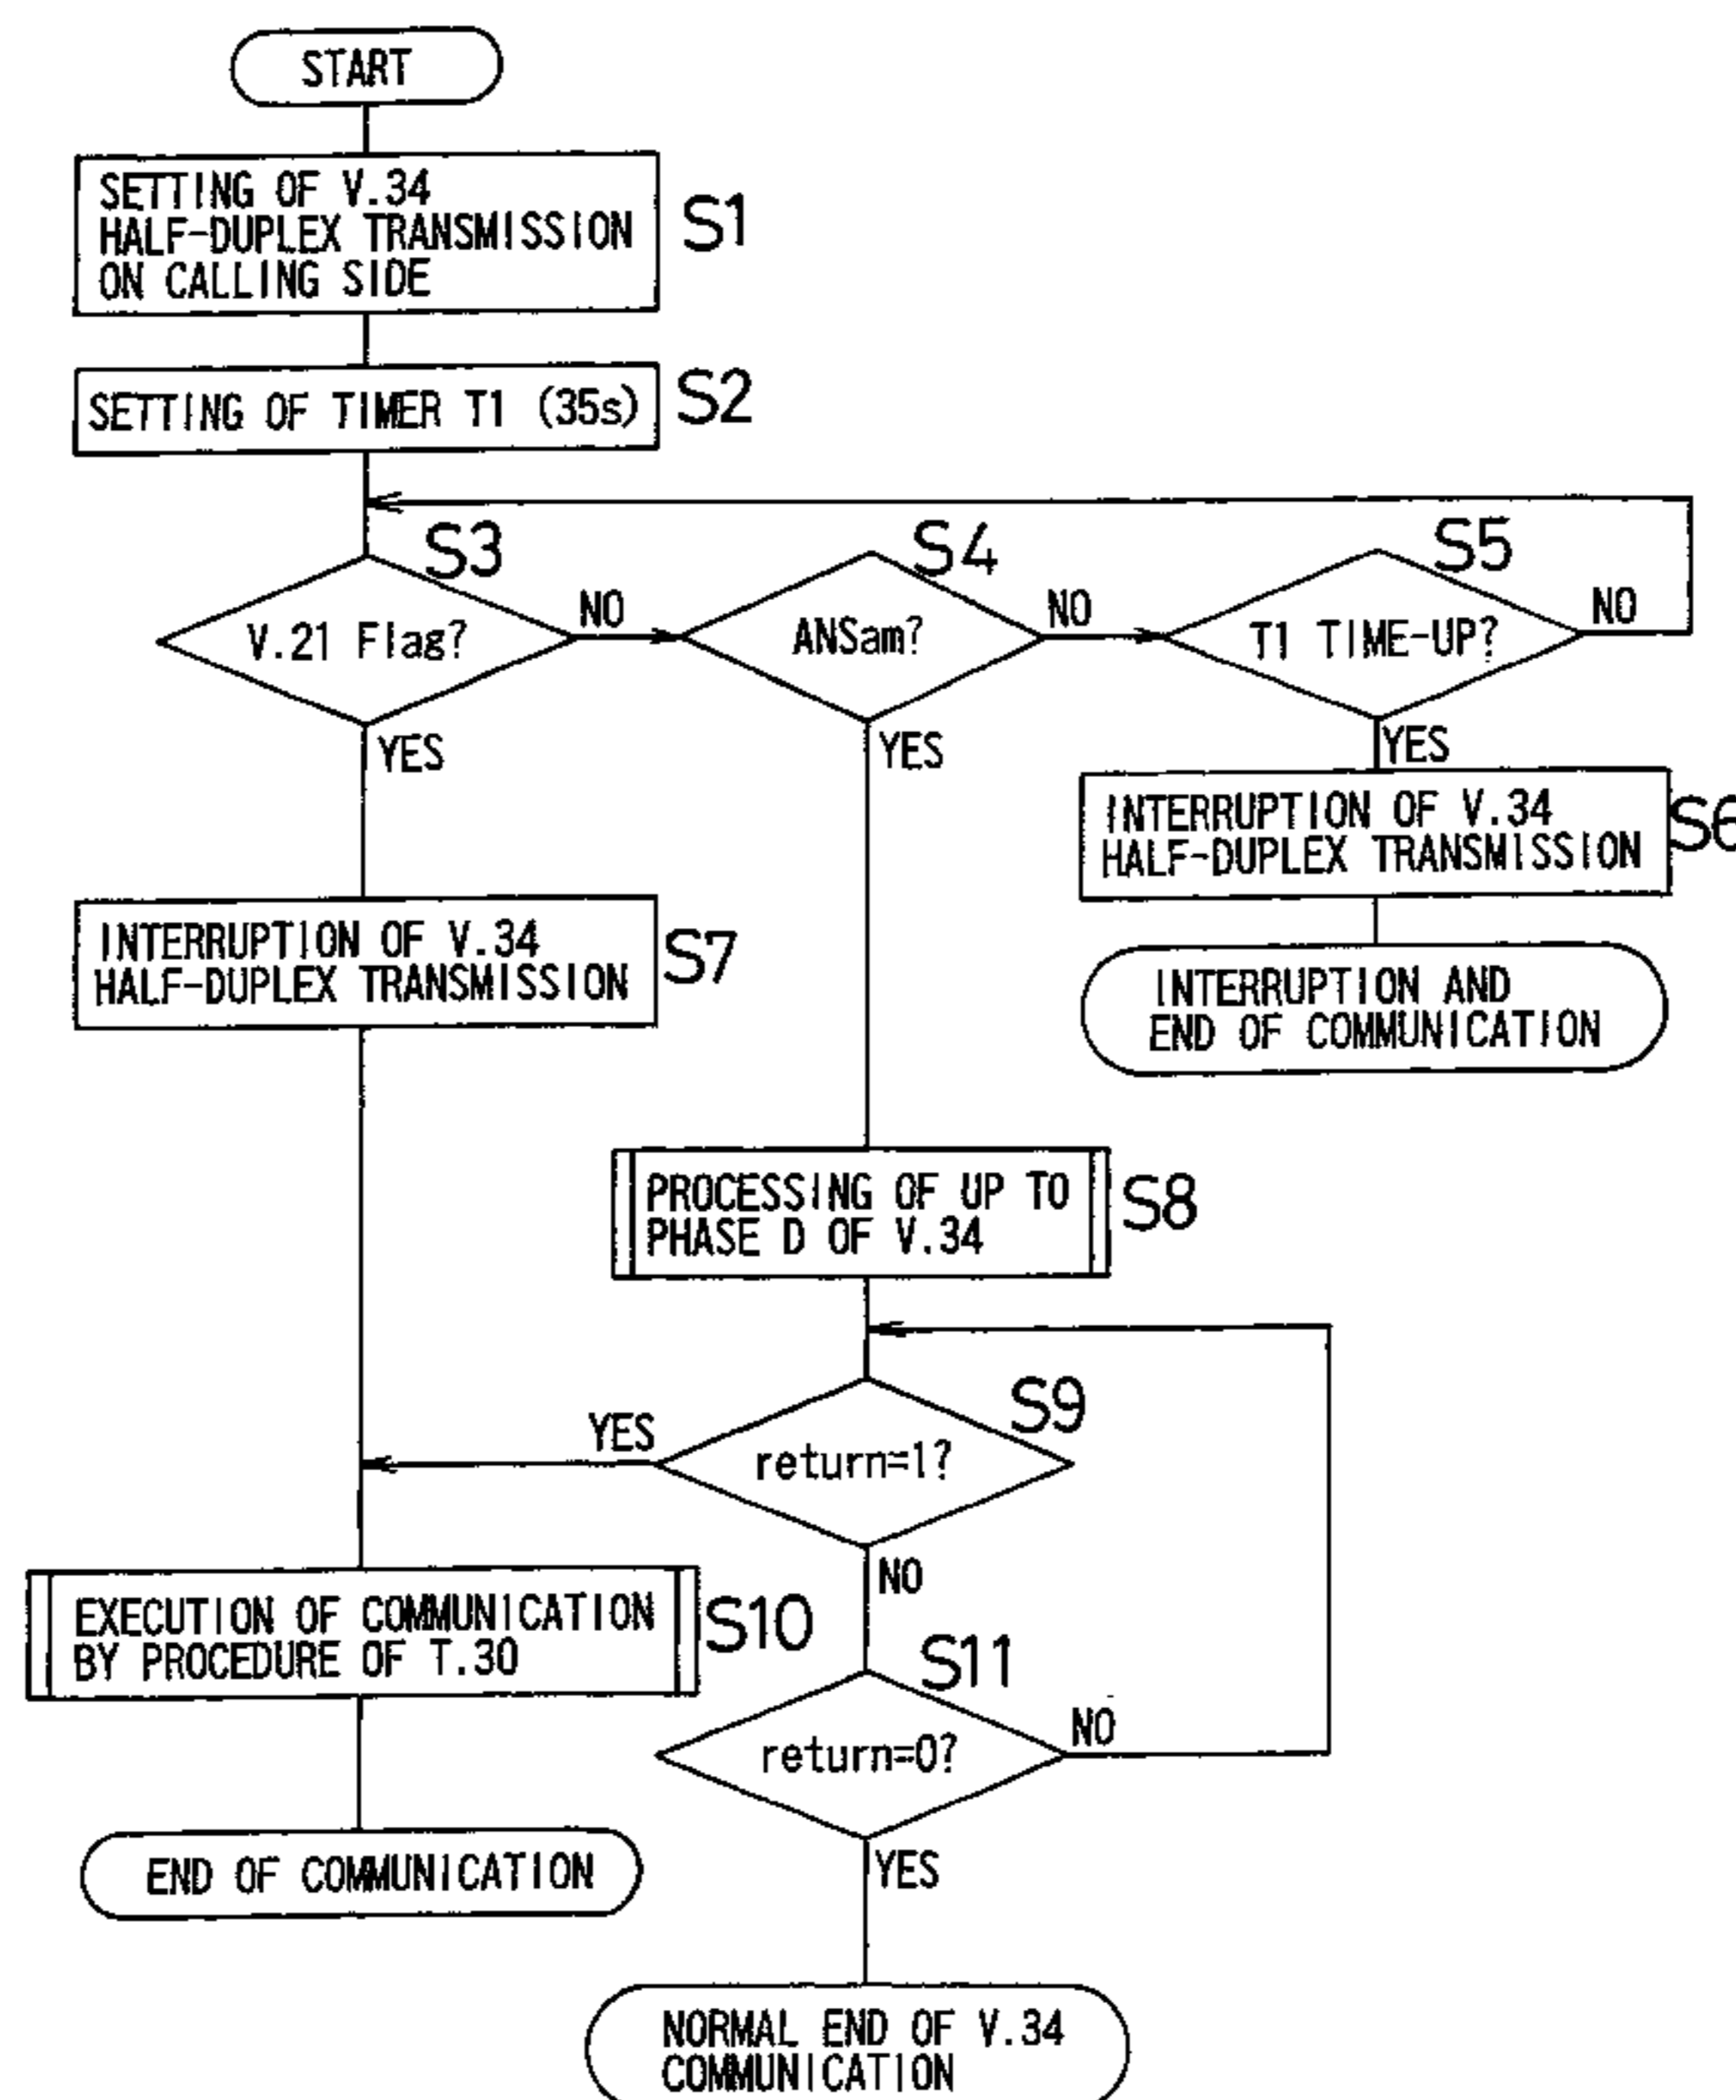 START
SETTING OF V.34
HALF-DUPLEX TRANSMISSION
ON CALLING SIDE
S1
SETTING OF TIMER T1 (35s)
S2
S3
V.21 Flag?
NO
YES
S4
ANSam?
NO
YES
S5
T1 TIME-UP?
NO
YES
INTERRUPTION OF V.34
HALF-DUPLEX TRANSMISSION
S6
INTERRUPTION AND
END OF COMMUNICATION
INTERRUPTION OF V.34
HALF-DUPLEX TRANSMISSION
S7
PROCESSING OF UP TO
PHASE D OF V.34
S8
S9
return=1?
YES
NO
EXECUTION OF COMMUNICATION
BY PROCEDURE OF T.30
S10
S11
return=0?
NO
YES
END OF COMMUNICATION
NORMAL END OF V.34
COMMUNICATION